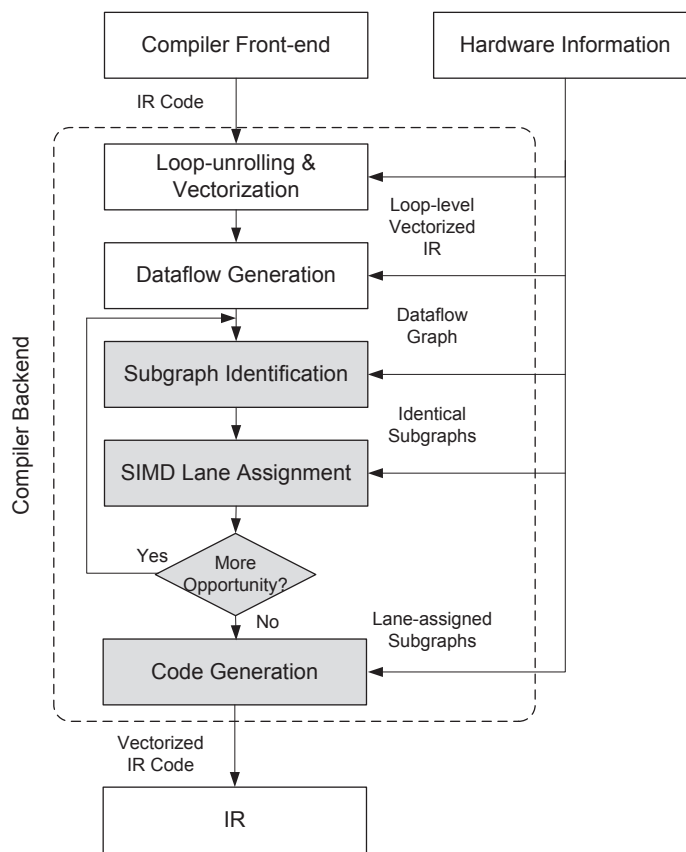 Compiler Front-end
Hardware Information
IR Code
Loop-unrolling &
Vectorization
Loop-level
Vectorized
IR
Dataflow Generation
Dataflow
Graph
Subgraph Identification
Identical
Subgraphs
SIMD Lane Assignment
Yes
More
Opportunity?
No
Lane-assigned
Subgraphs
Code Generation
Compiler Backend
Vectorized
IR Code
IR